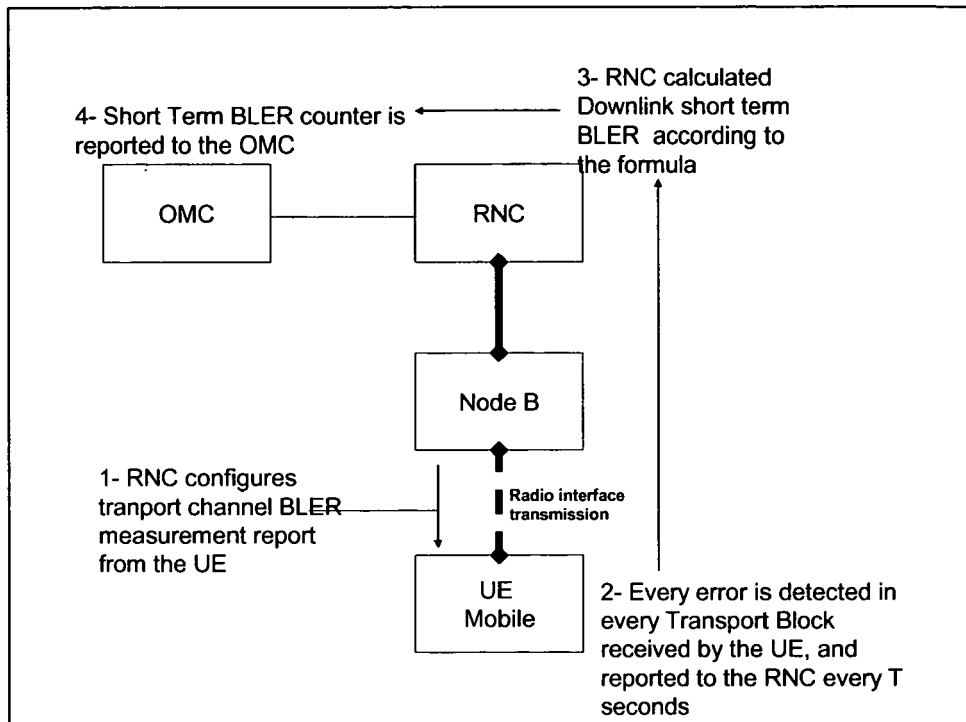 3- RNC calculated
Downlink short term
BLER according to
the formula
4- Short Term BLER counter is
reported to the OMC
OMC
RNC
Node B
1- RNC configures
tranport channel BLER
measurement report
from the UE
Radio interface
transmission
UE
Mobile
2- Every error is detected in
every Transport Block
received by the UE, and
reported to the RNC every T
seconds